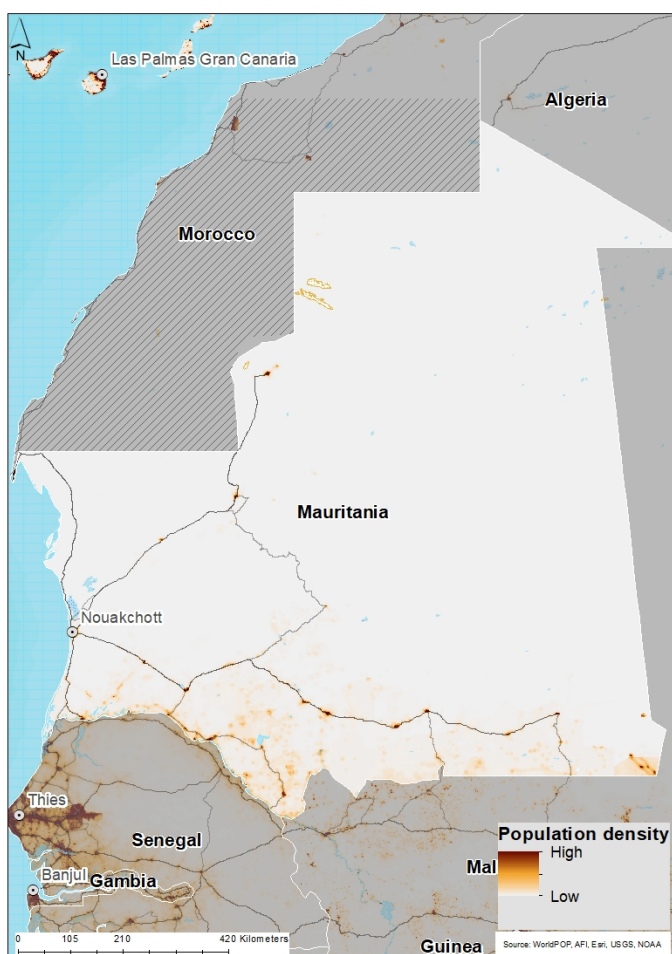 N
Las Palmas Gran Canaria
Algeria
Morocco
Mauritania
Nouakchott
Thies
Senegal
Banjul
Gambia
Mal
Guinea
Population density
High
Low
0 105 210 420 Kilometers
Source: WorldPOP, AFI, Esri, USGS, NOAA